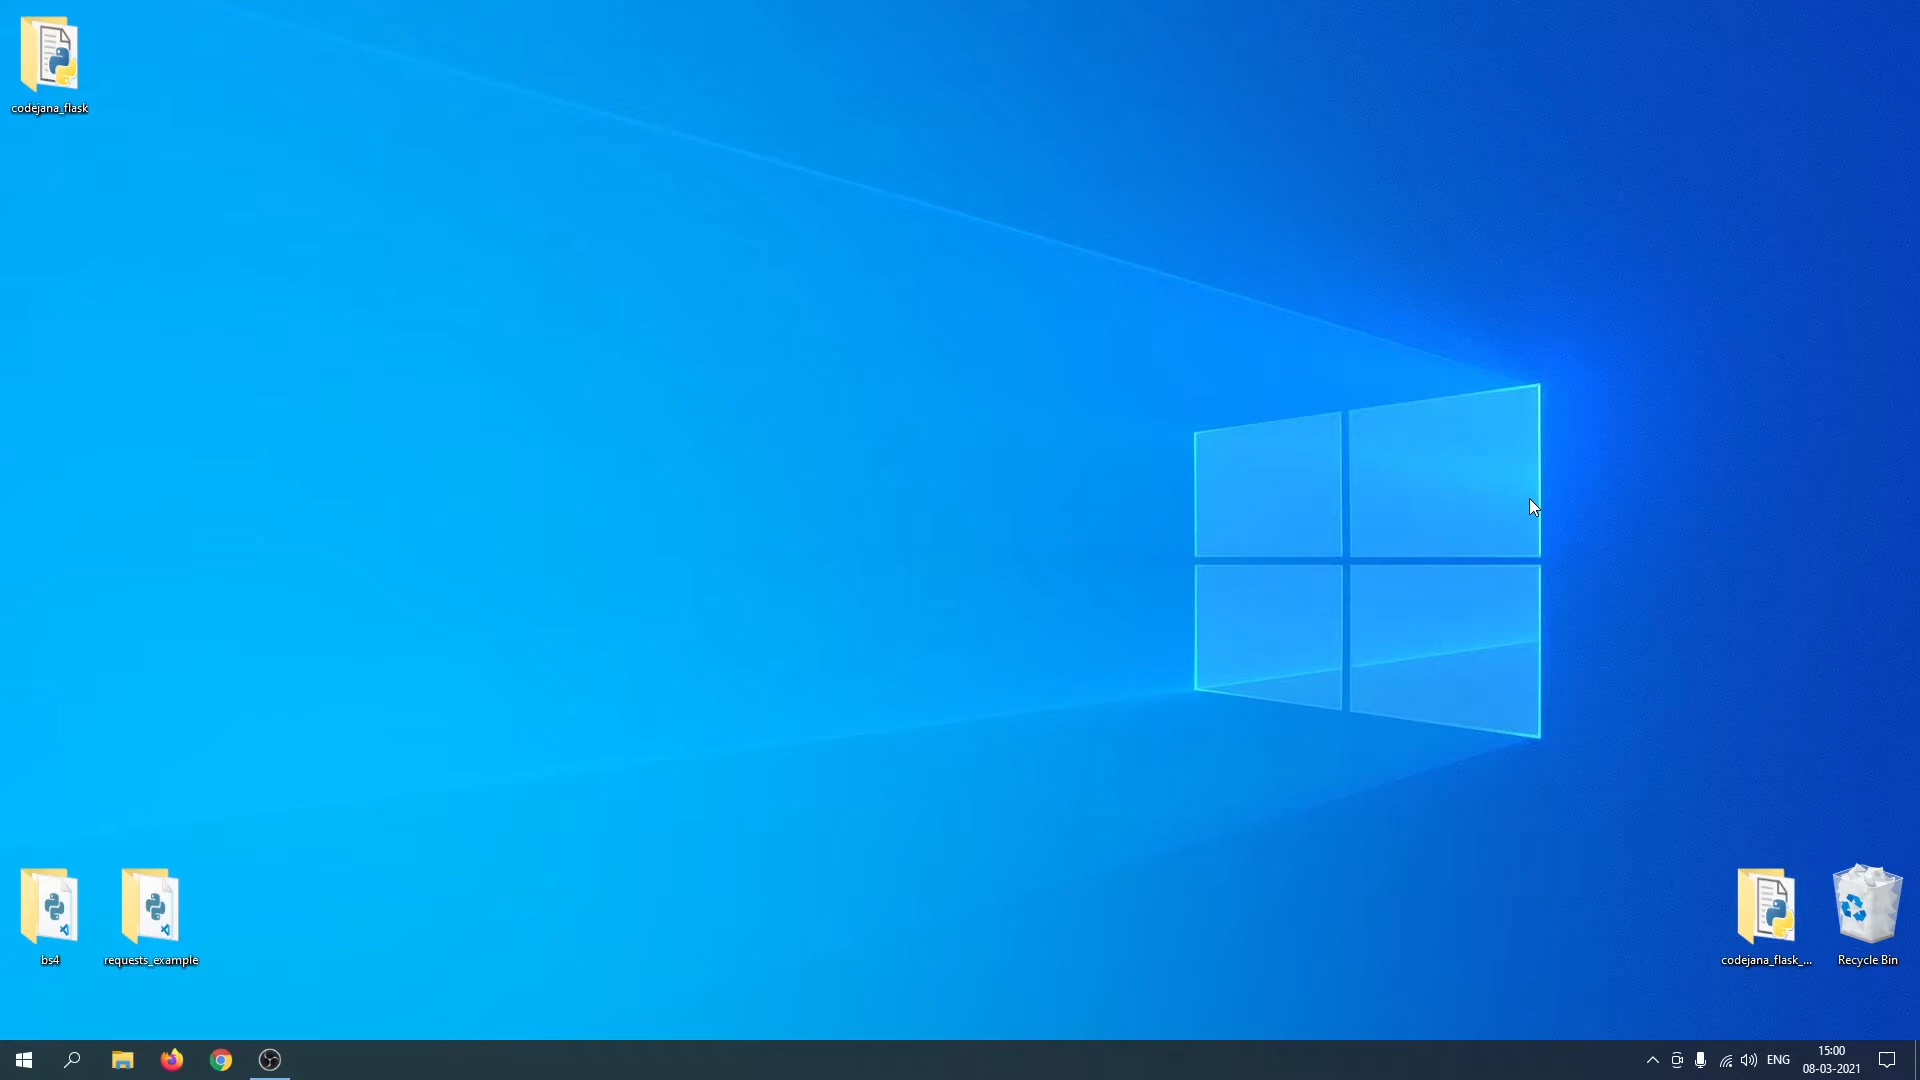 codejana_flask
bs4
requests_example
codejana_flask_...
Recycle Bin
ENG
15:00
08-03-2021